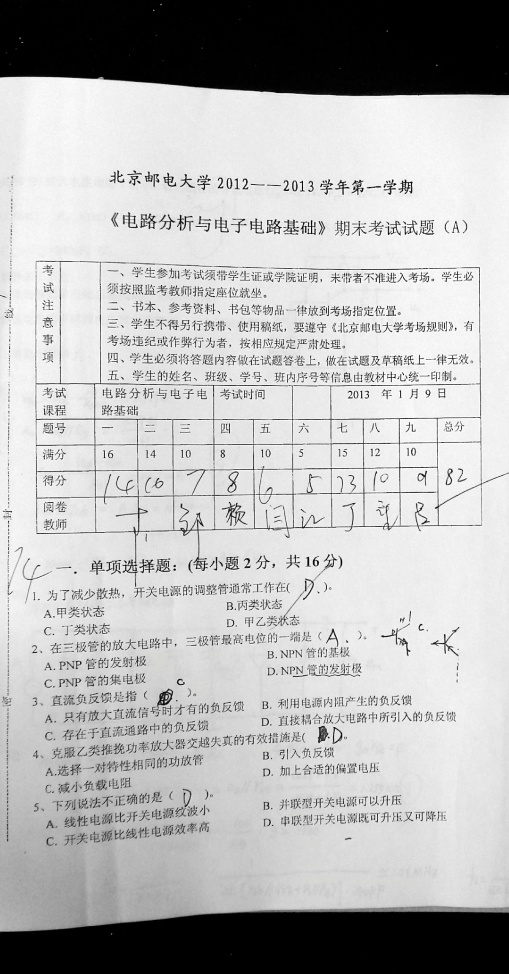 北京邮电大学2012——2013学年第一学期
《电路分析与电子电路基础》期末考试试题（A）
考试注意事项
一、学生参加考试须带学生证或学院证明，未带者不准进入考场。学生必
须按照监考教师指定座位就坐。
二、书本、参考资料、书包等物品一律放到考场指定位置。
三、学生不得另行携带、使用稿纸，要遵守《北京邮电大学考场规则》，有
考场违纪或作弊行为者，按相应规定严肃处理。
四、学生必须将答题内容做在试题答卷上，做在试题及草稿纸上一律无效。
五、学生的姓名、班级、学号、班内序号等信息由教材中心统一印制。
考试 电路分析与电子电 考试时间 2013 年 1 月 9 日
课程 路基础
题号 一 二 三 四 五 六 七 八 九 总分
满分 16 14 10 8 10 5 15 12 10
得分 14 10 7 8 6 5 13 10 9 82
阅卷
教师 邹 赖 闫 江 丁
14
一．单项选择题：(每小题2分，共16分)
1. 为了减少散热，开关电源的调整管通常工作在( D. )。
A.甲类状态 B.丙类状态
C. 丁类状态 D. 甲乙类状态
2、在三极管的放大电路中，三极管最高电位的一端是（ A. ）。
A. PNP 管的发射极 B. NPN 管的基极
C. PNP 管的集电极 D. NPN 管的发射极
3、直流负反馈是指（ C ）。
A. 只有放大直流信号时才有的负反馈 B. 利用电源内阻产生的负反馈
C. 存在于直流通路中的负反馈 D. 直接耦合放大电路中所引入的负反馈
4、克服乙类推挽功率放大器交越失真的有效措施是( D )。
A.选择一对特性相同的功放管 B. 引入负反馈
C. 减小负载电阻 D. 加上合适的偏置电压
5、下列说法不正确的是（ D ）。
A. 线性电源比开关电源纹波小 B. 并联型开关电源可以升压
C. 开关电源比线性电源效率高 D. 串联型开关电源既可升压又可降压